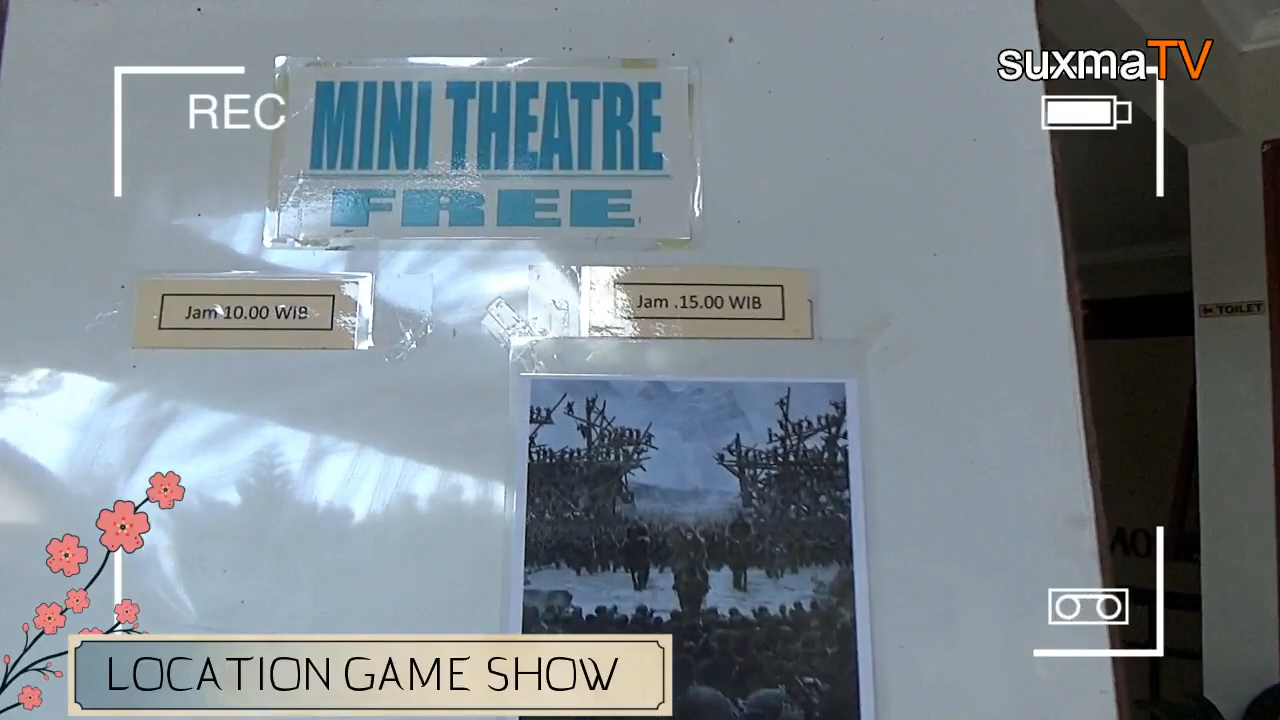 suxmaTV
REC
MINI THEATRE
FREE
Jam 10.00 WIB
Jam .15.00 WIB
TOILET
LOCATION GAME SHOW